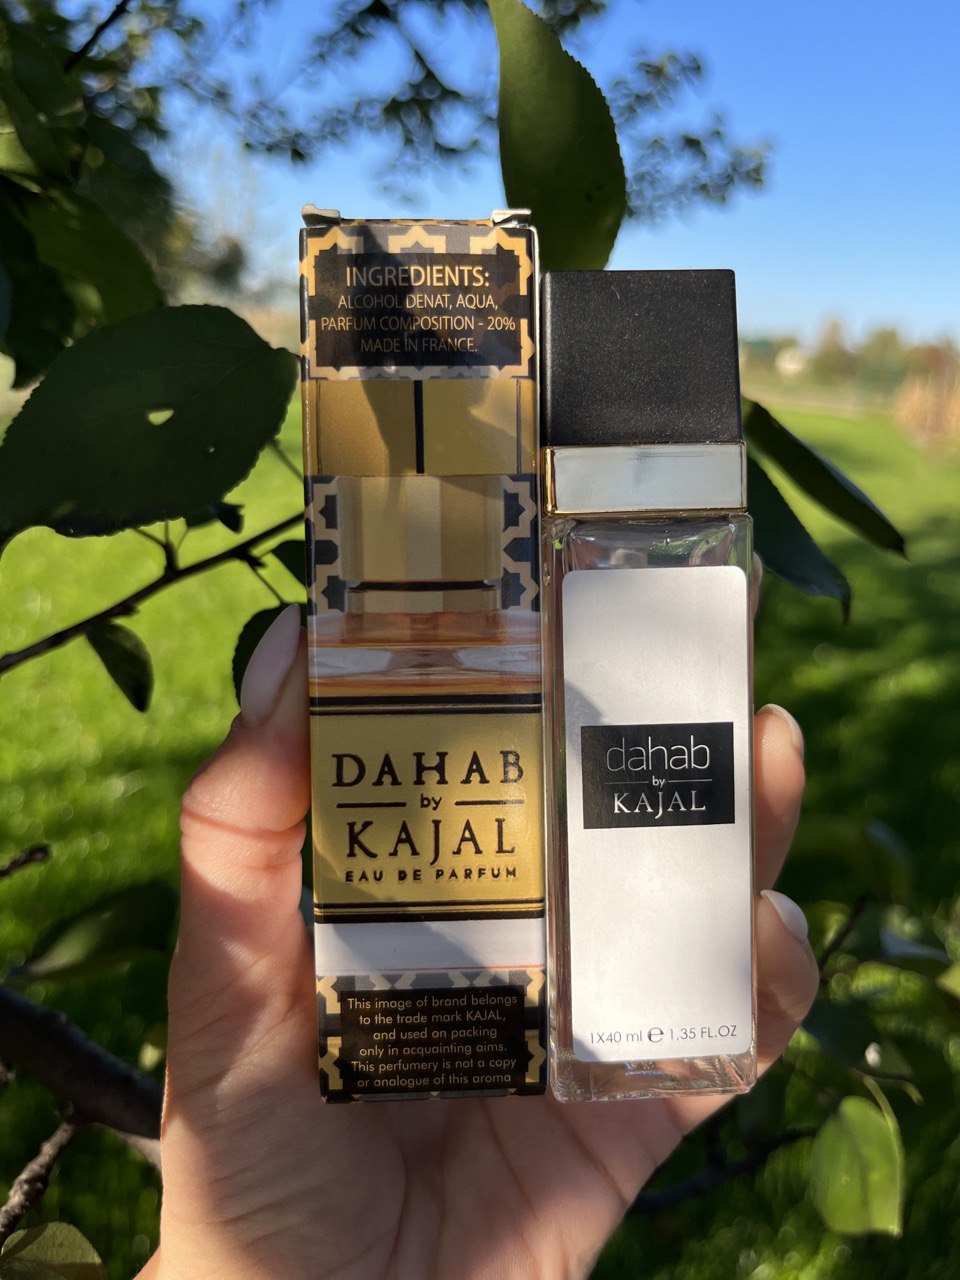 INGREDIENTS:
ALCOHOL DENAT, AQUA,
PARFUM COMPOSITION - 20%
MADE IN FRANCE.
DAHAB
by
KAJAL
EAU DE PARFUM
This image of brand belongs
to the trade mark KAJAL,
and used on packing
only in acquainting aims.
This perfumery is not a copy
or analogue of this aroma
dahab
by
KAJAL
1X40 ml ℮ 1,35 FL.OZ